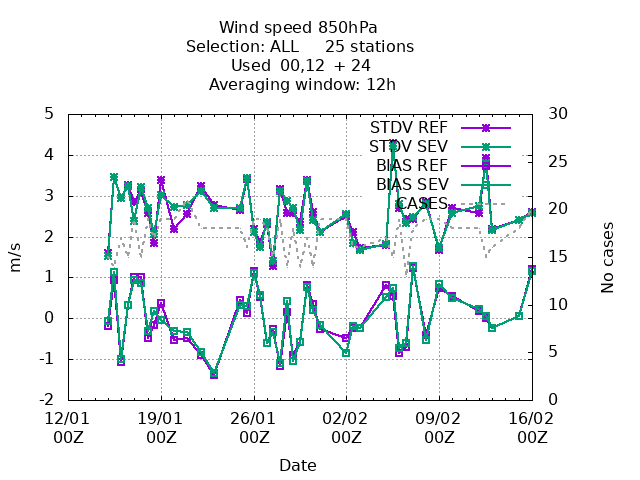 Wind speed 850hPa
Selection: ALL 25 stations
Used 00,12 + 24
Averaging window: 12h
5
4
3
2
1
0
-1
-2
m/s
30
25
20
15
10
5
0
No cases
STDV REF
STDV SEV
BIAS REF
BIAS SEV
CASES
12/01 19/01 26/01 02/02 09/02 16/02
00Z 00Z 00Z 00Z 00Z 00Z
Date